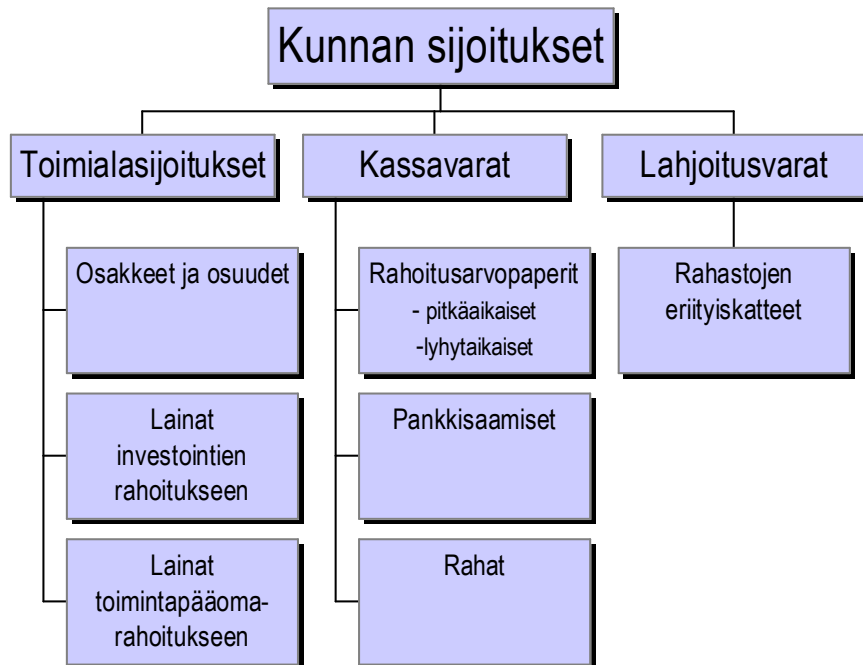 Kunnan sijoitukset
Toimialasijoitukset
Kassavarat
Lahjoitusvarat
Osakkeet ja osuudet
Lainat
investointien
rahoitukseen
Lainat
toimintapääoma-
rahoitukseen
Rahoitusarvopaperit
- pitkäaikaiset
-lyhytaikaiset
Pankkisaamiset
Rahat
Rahastojen
eriityiskatteet